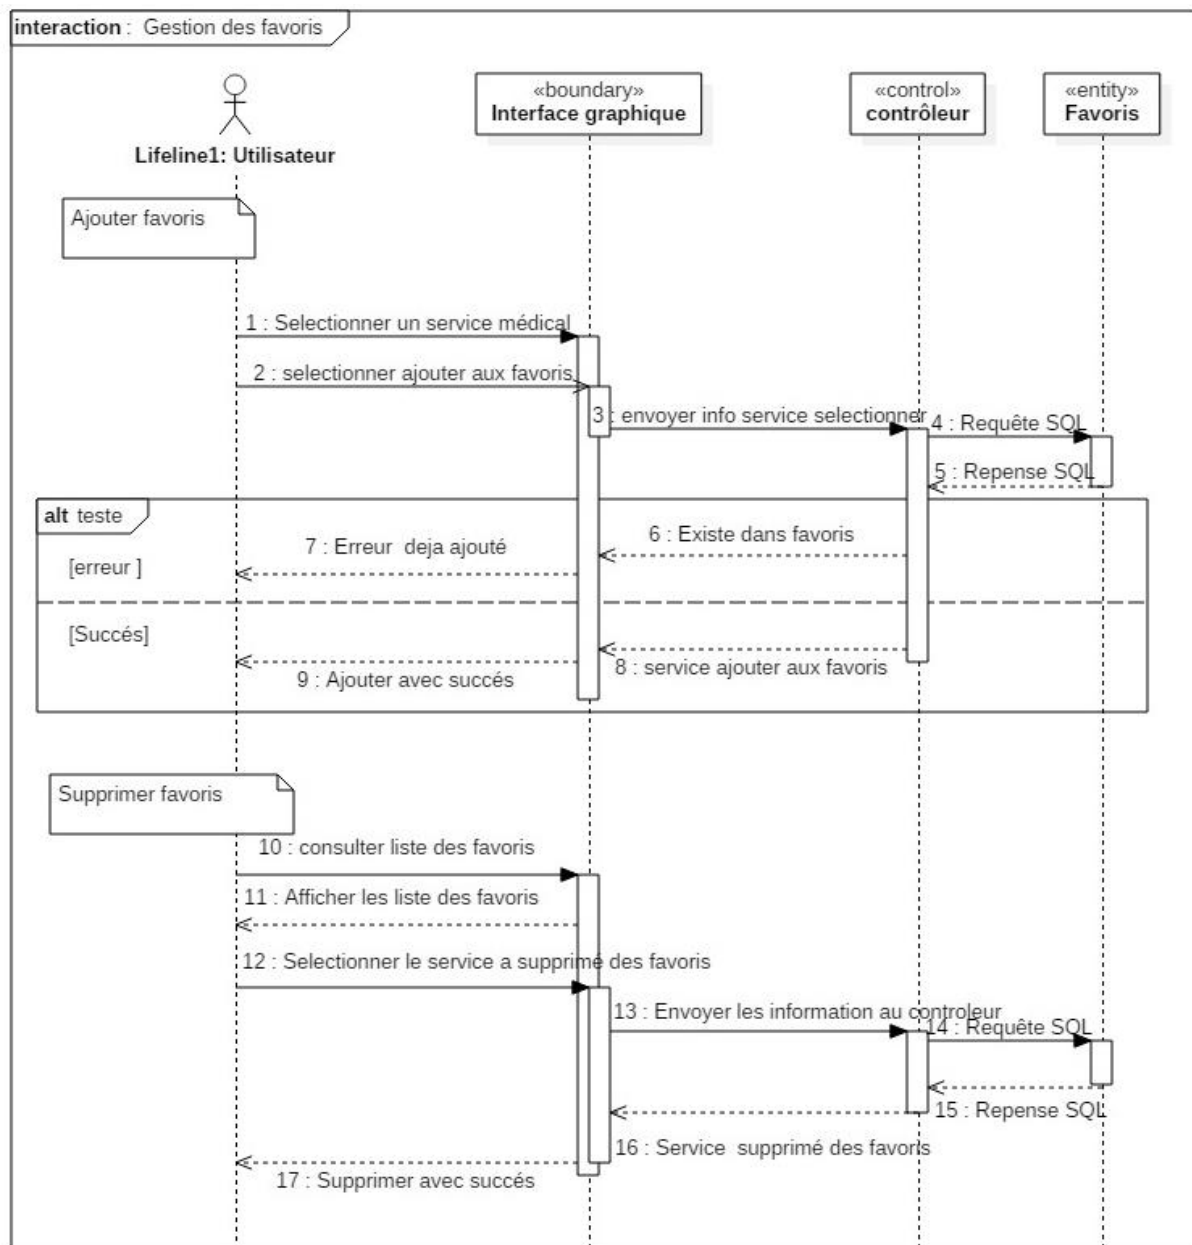 interaction : Gestion des favoris
«boundary»
Interface graphique
«control»
contrôleur
«entity»
Favoris
Lifeline1: Utilisateur
Ajouter favoris
1 : Selectionner un service médical
2 : selectionner ajouter aux favoris
3 : envoyer info service selectionner
4 : Requête SQL
5 : Repense SQL
alt teste
6 : Existe dans favoris
7 : Erreur deja ajouté
[erreur ]
[Succés]
8 : service ajouter aux favoris
9 : Ajouter avec succés
Supprimer favoris
10 : consulter liste des favoris
11 : Afficher les liste des favoris
12 : Selectionner le service a supprimé des favoris
13 : Envoyer les information au controleur
14 : Requête SQL
15 : Repense SQL
16 : Service supprimé des favoris
17 : Supprimer avec succés